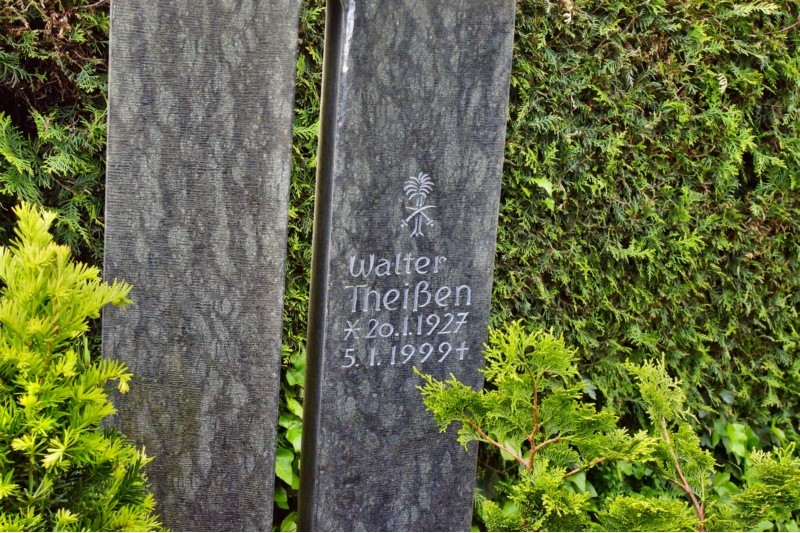 Walter
Theißen
* 20.1.1927
5.1.1999 †